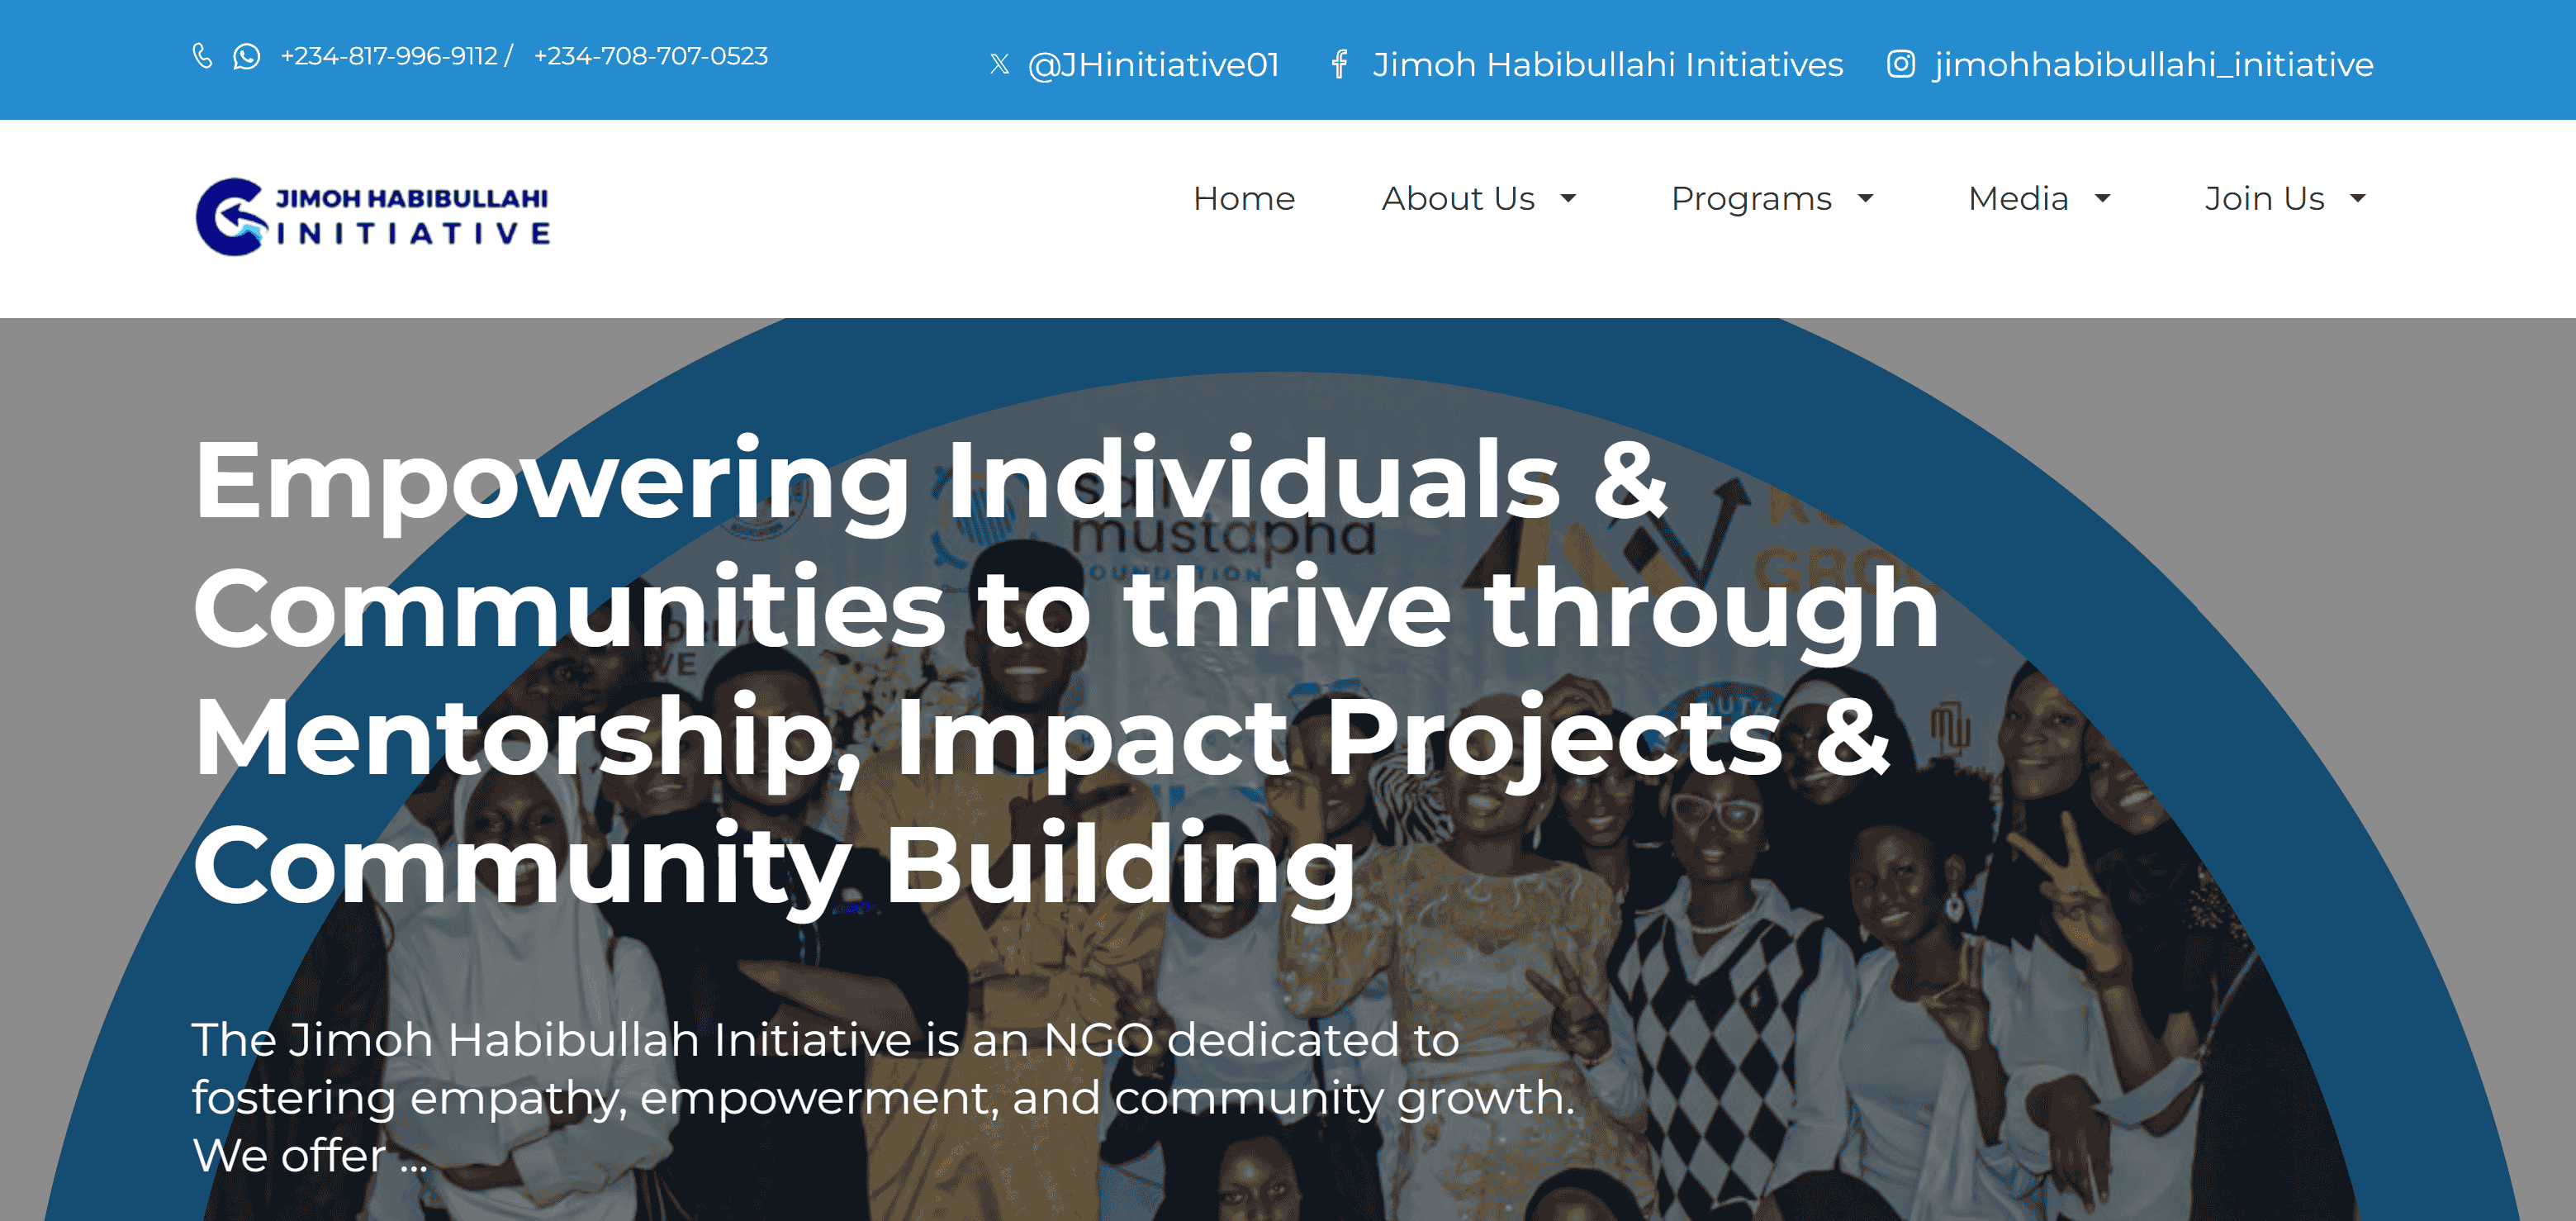 +234-817-996-9112 / +234-708-707-0523
@JHinitiative01 Jimoh Habibullahi Initiatives jimohhabibullahi_initiative
JIMOH HABIBULLAHI
INITIATIVE
Home About Us Programs Media Join Us
Empowering Individuals &
Communities to thrive through
Mentorship, Impact Projects &
Community Building
mustapha
The Jimoh Habibullah Initiative is an NGO dedicated to
fostering empathy, empowerment, and community growth.
We offer ...